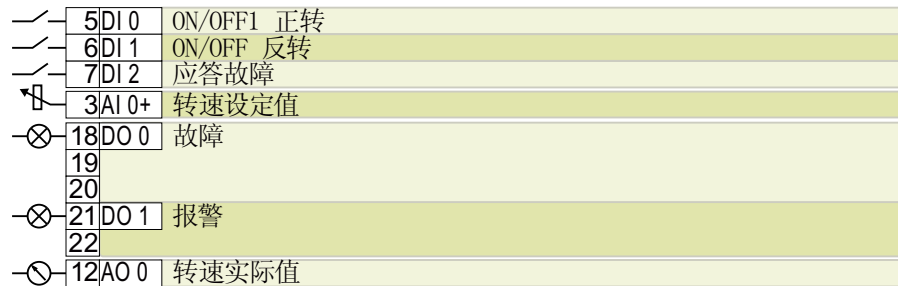 5 DI 0 ON/OFF1 正转
6 DI 1 ON/OFF 反转
7 DI 2 应答故障
3 AI 0+ 转速设定值
18 DO 0 故障
19
20
21 DO 1 报警
22
12 AO 0 转速实际值